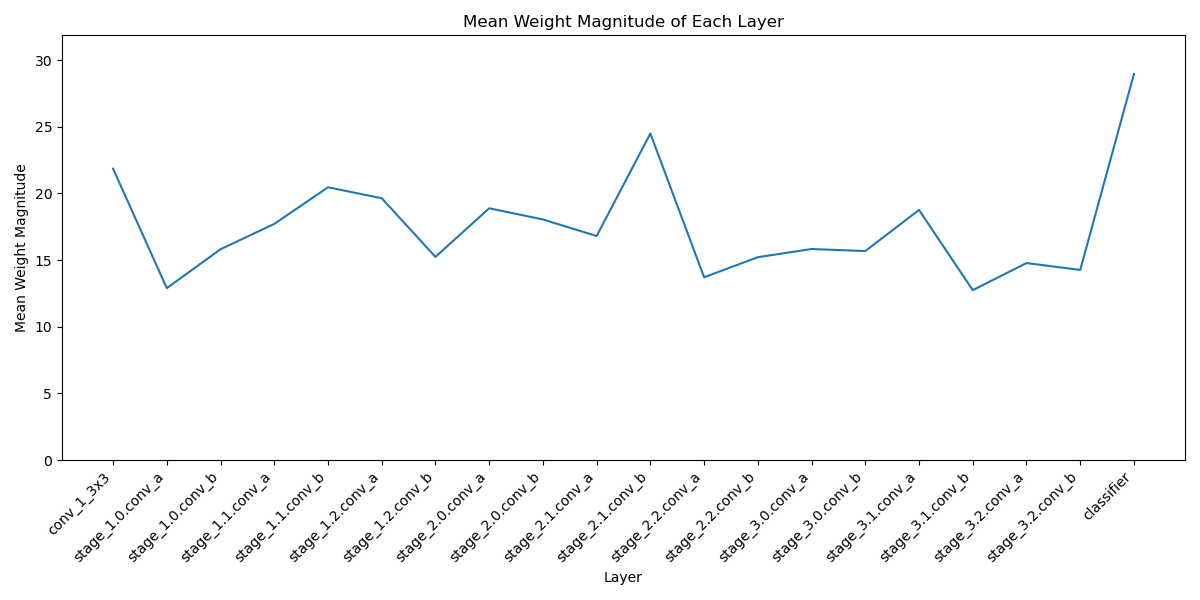 Mean Weight Magnitude of Each Layer
Mean Weight Magnitude
30
25
20
15
10
5
0
conv_1_3x3
stage_1.0.conv_a
stage_1.0.conv_b
stage_1.1.conv_a
stage_1.1.conv_b
stage_1.2.conv_a
stage_1.2.conv_b
stage_2.0.conv_a
stage_2.0.conv_b
stage_2.1.conv_a
stage_2.1.conv_b
stage_2.2.conv_a
stage_2.2.conv_b
stage_3.0.conv_a
stage_3.0.conv_b
stage_3.1.conv_a
stage_3.1.conv_b
stage_3.2.conv_a
stage_3.2.conv_b
classifier
Layer